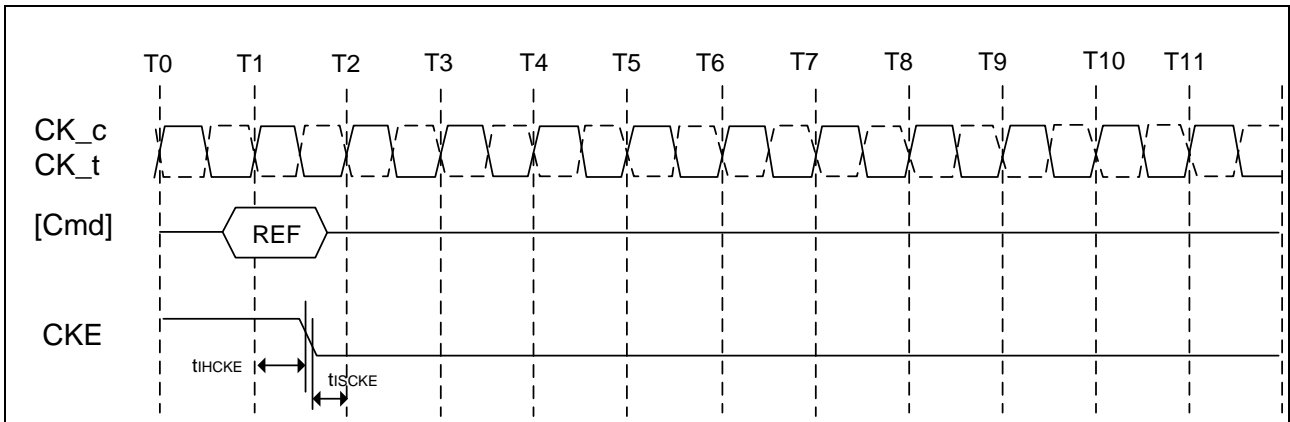 T0 T1 T2 T3 T4 T5 T6 T7 T8 T9 T10 T11
CK_c
CK_t
[Cmd] REF
CKE
tIHCKE
tISCKE